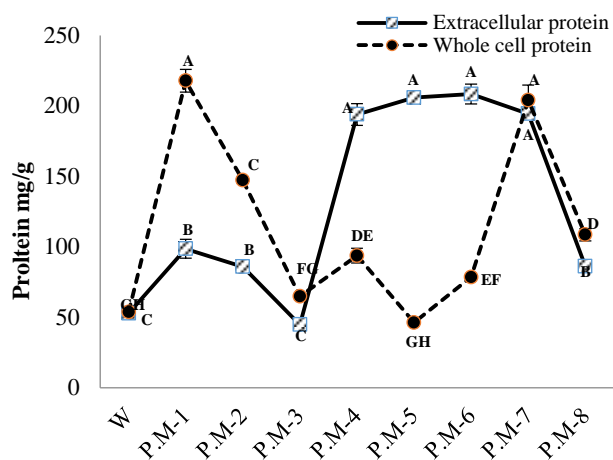 Extracellular protein
Whole cell protein
Proltein mg/g
250
200
150
100
50
0
GH
C
A
B
C
B
FG
C
A
DE
A
GH
A
EF
A
A
D
B
W
P.M-1
P.M-2
P.M-3
P.M-4
P.M-5
P.M-6
P.M-7
P.M-8